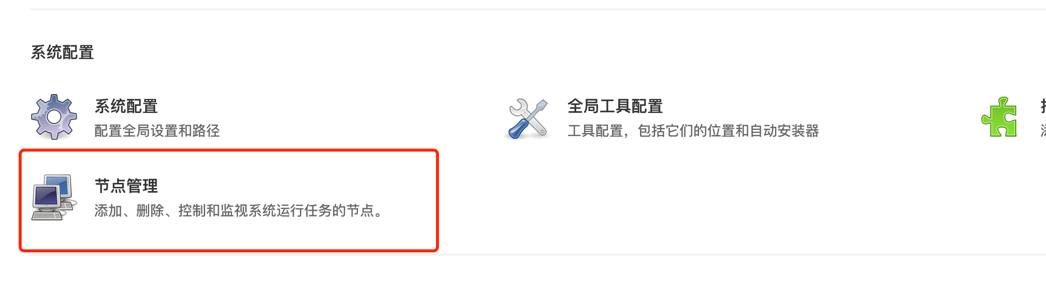 系统配置
系统配置
配置全局设置和路径
全局工具配置
工具配置，包括它们的位置和自动安装器
节点管理
添加、删除、控制和监视系统运行任务的节点。